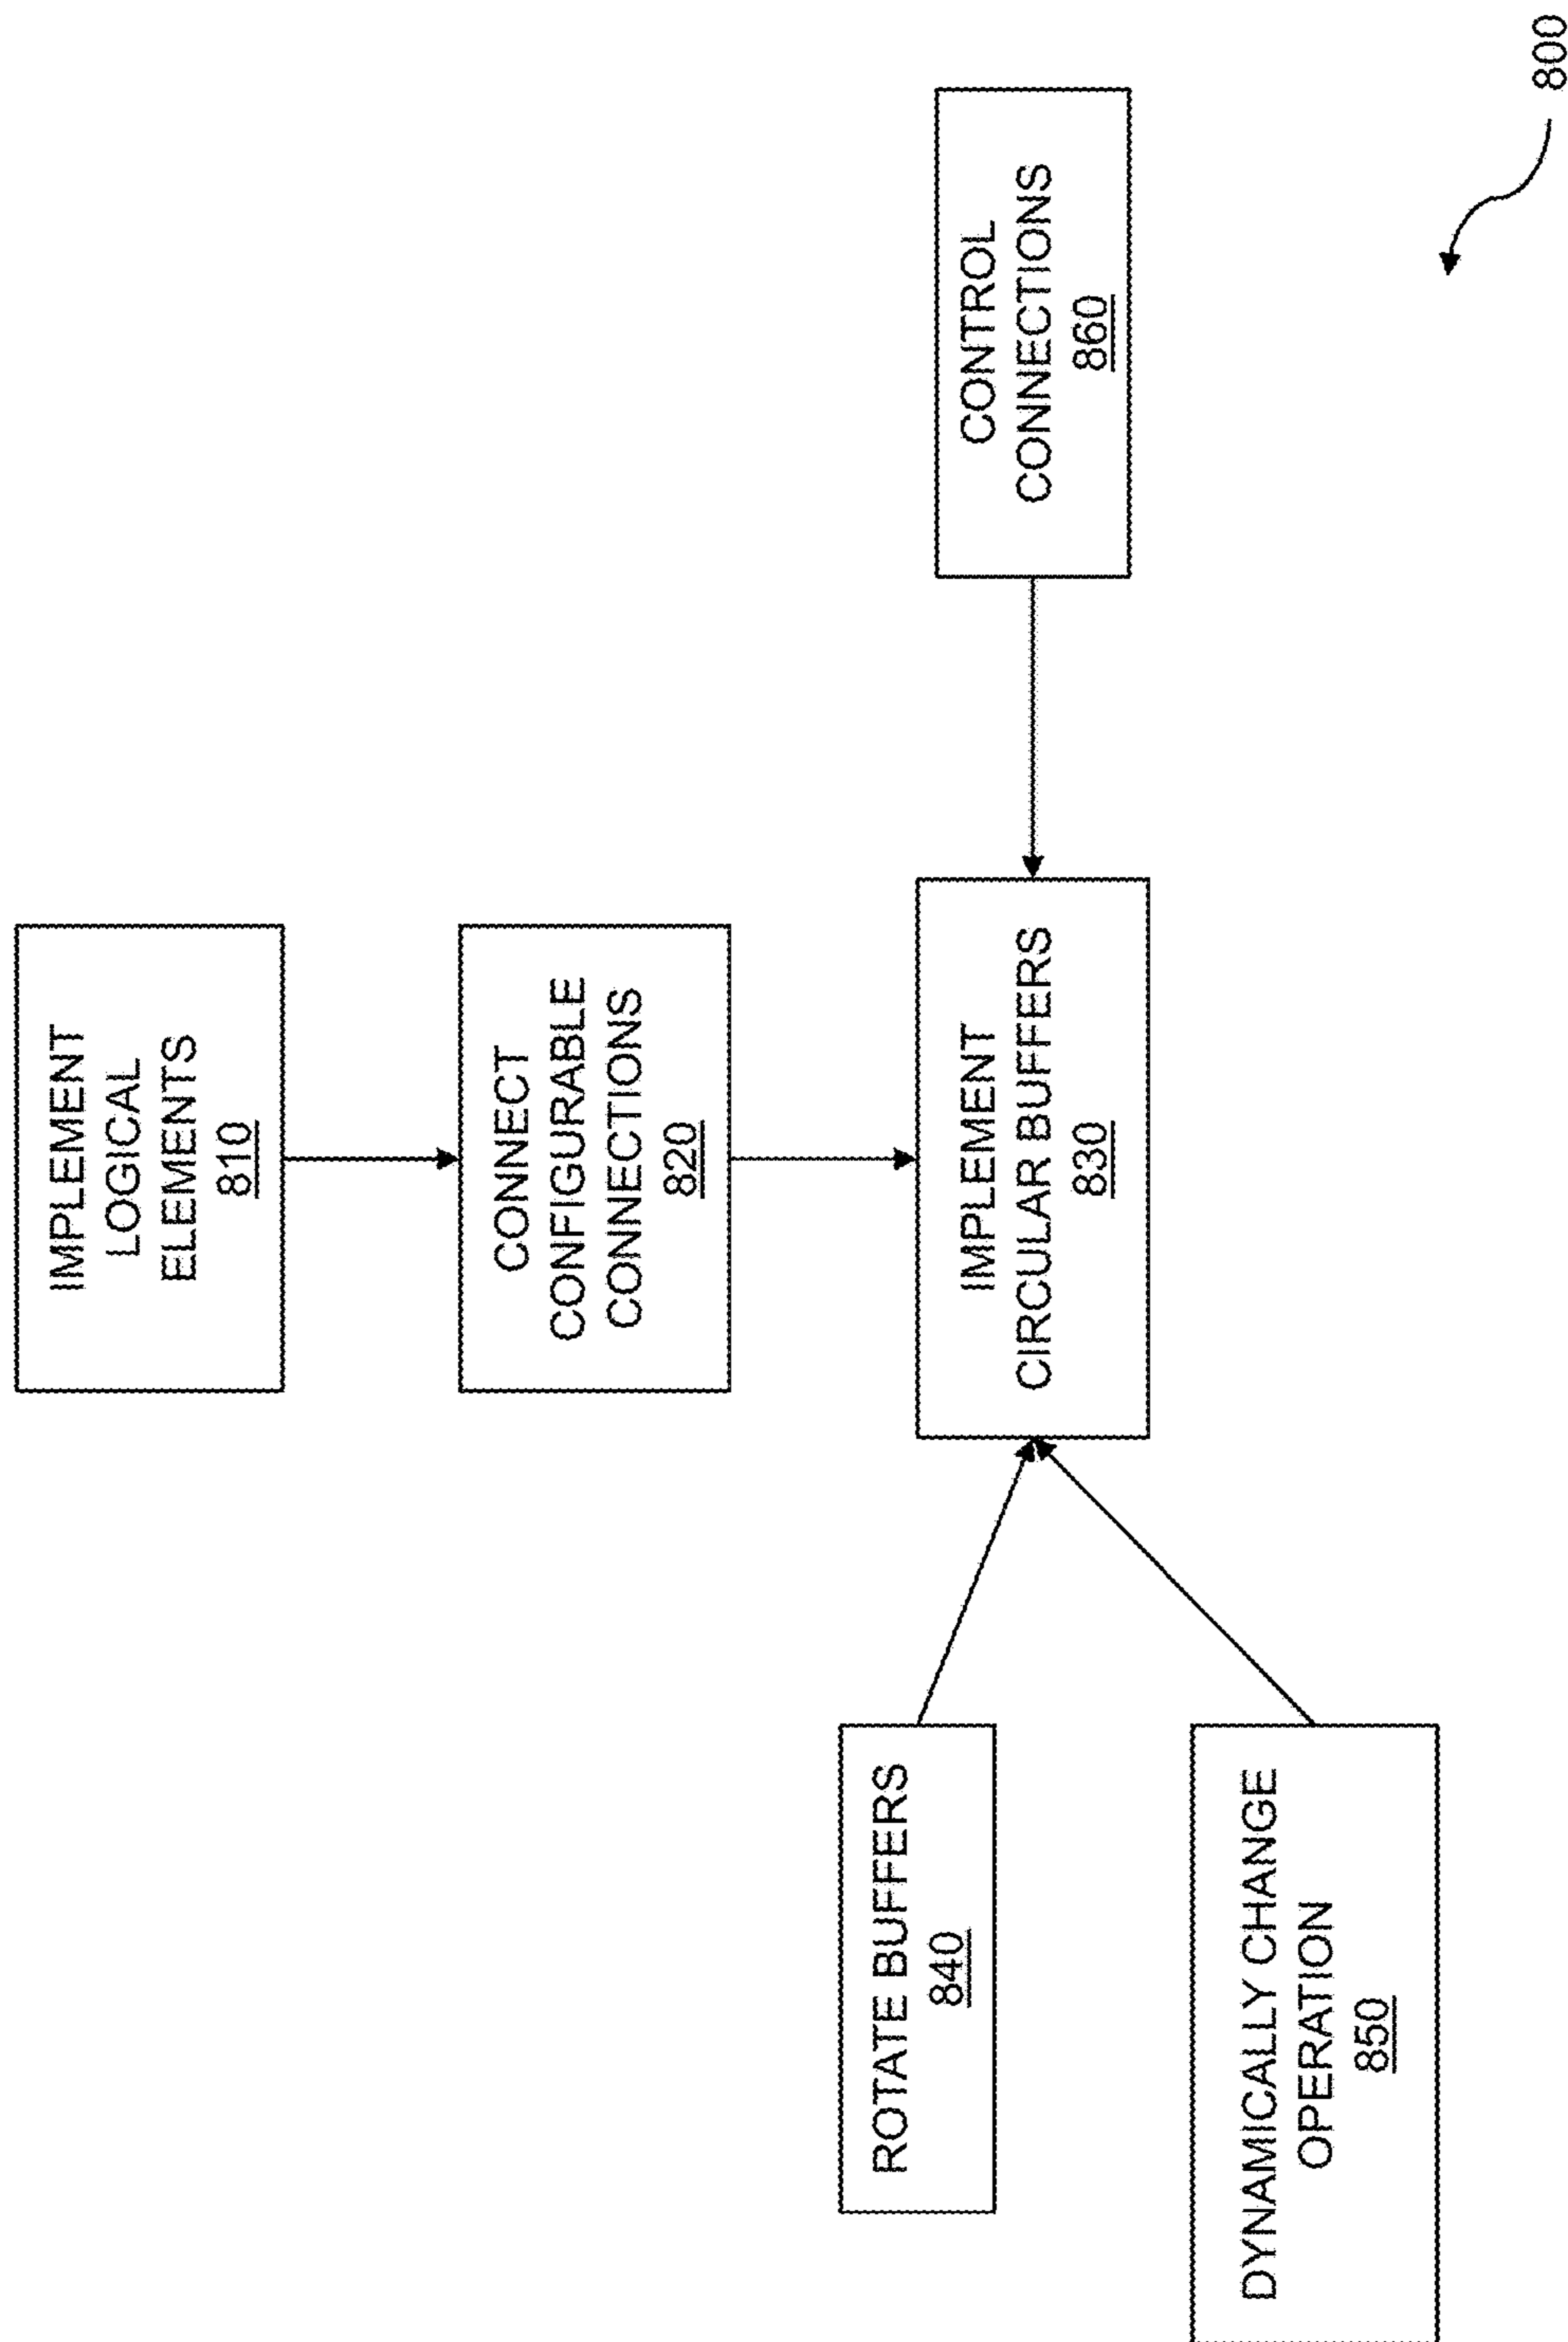 IMPLEMENT
LOGICAL
ELEMENTS
810
CONNECT
CONFIGURABLE
CONNECTIONS
820
IMPLEMENT
CIRCULAR BUFFERS
830
ROTATE BUFFERS
840
DYNAMICALLY CHANGE
OPERATION
850
CONTROL
CONNECTIONS
860
800